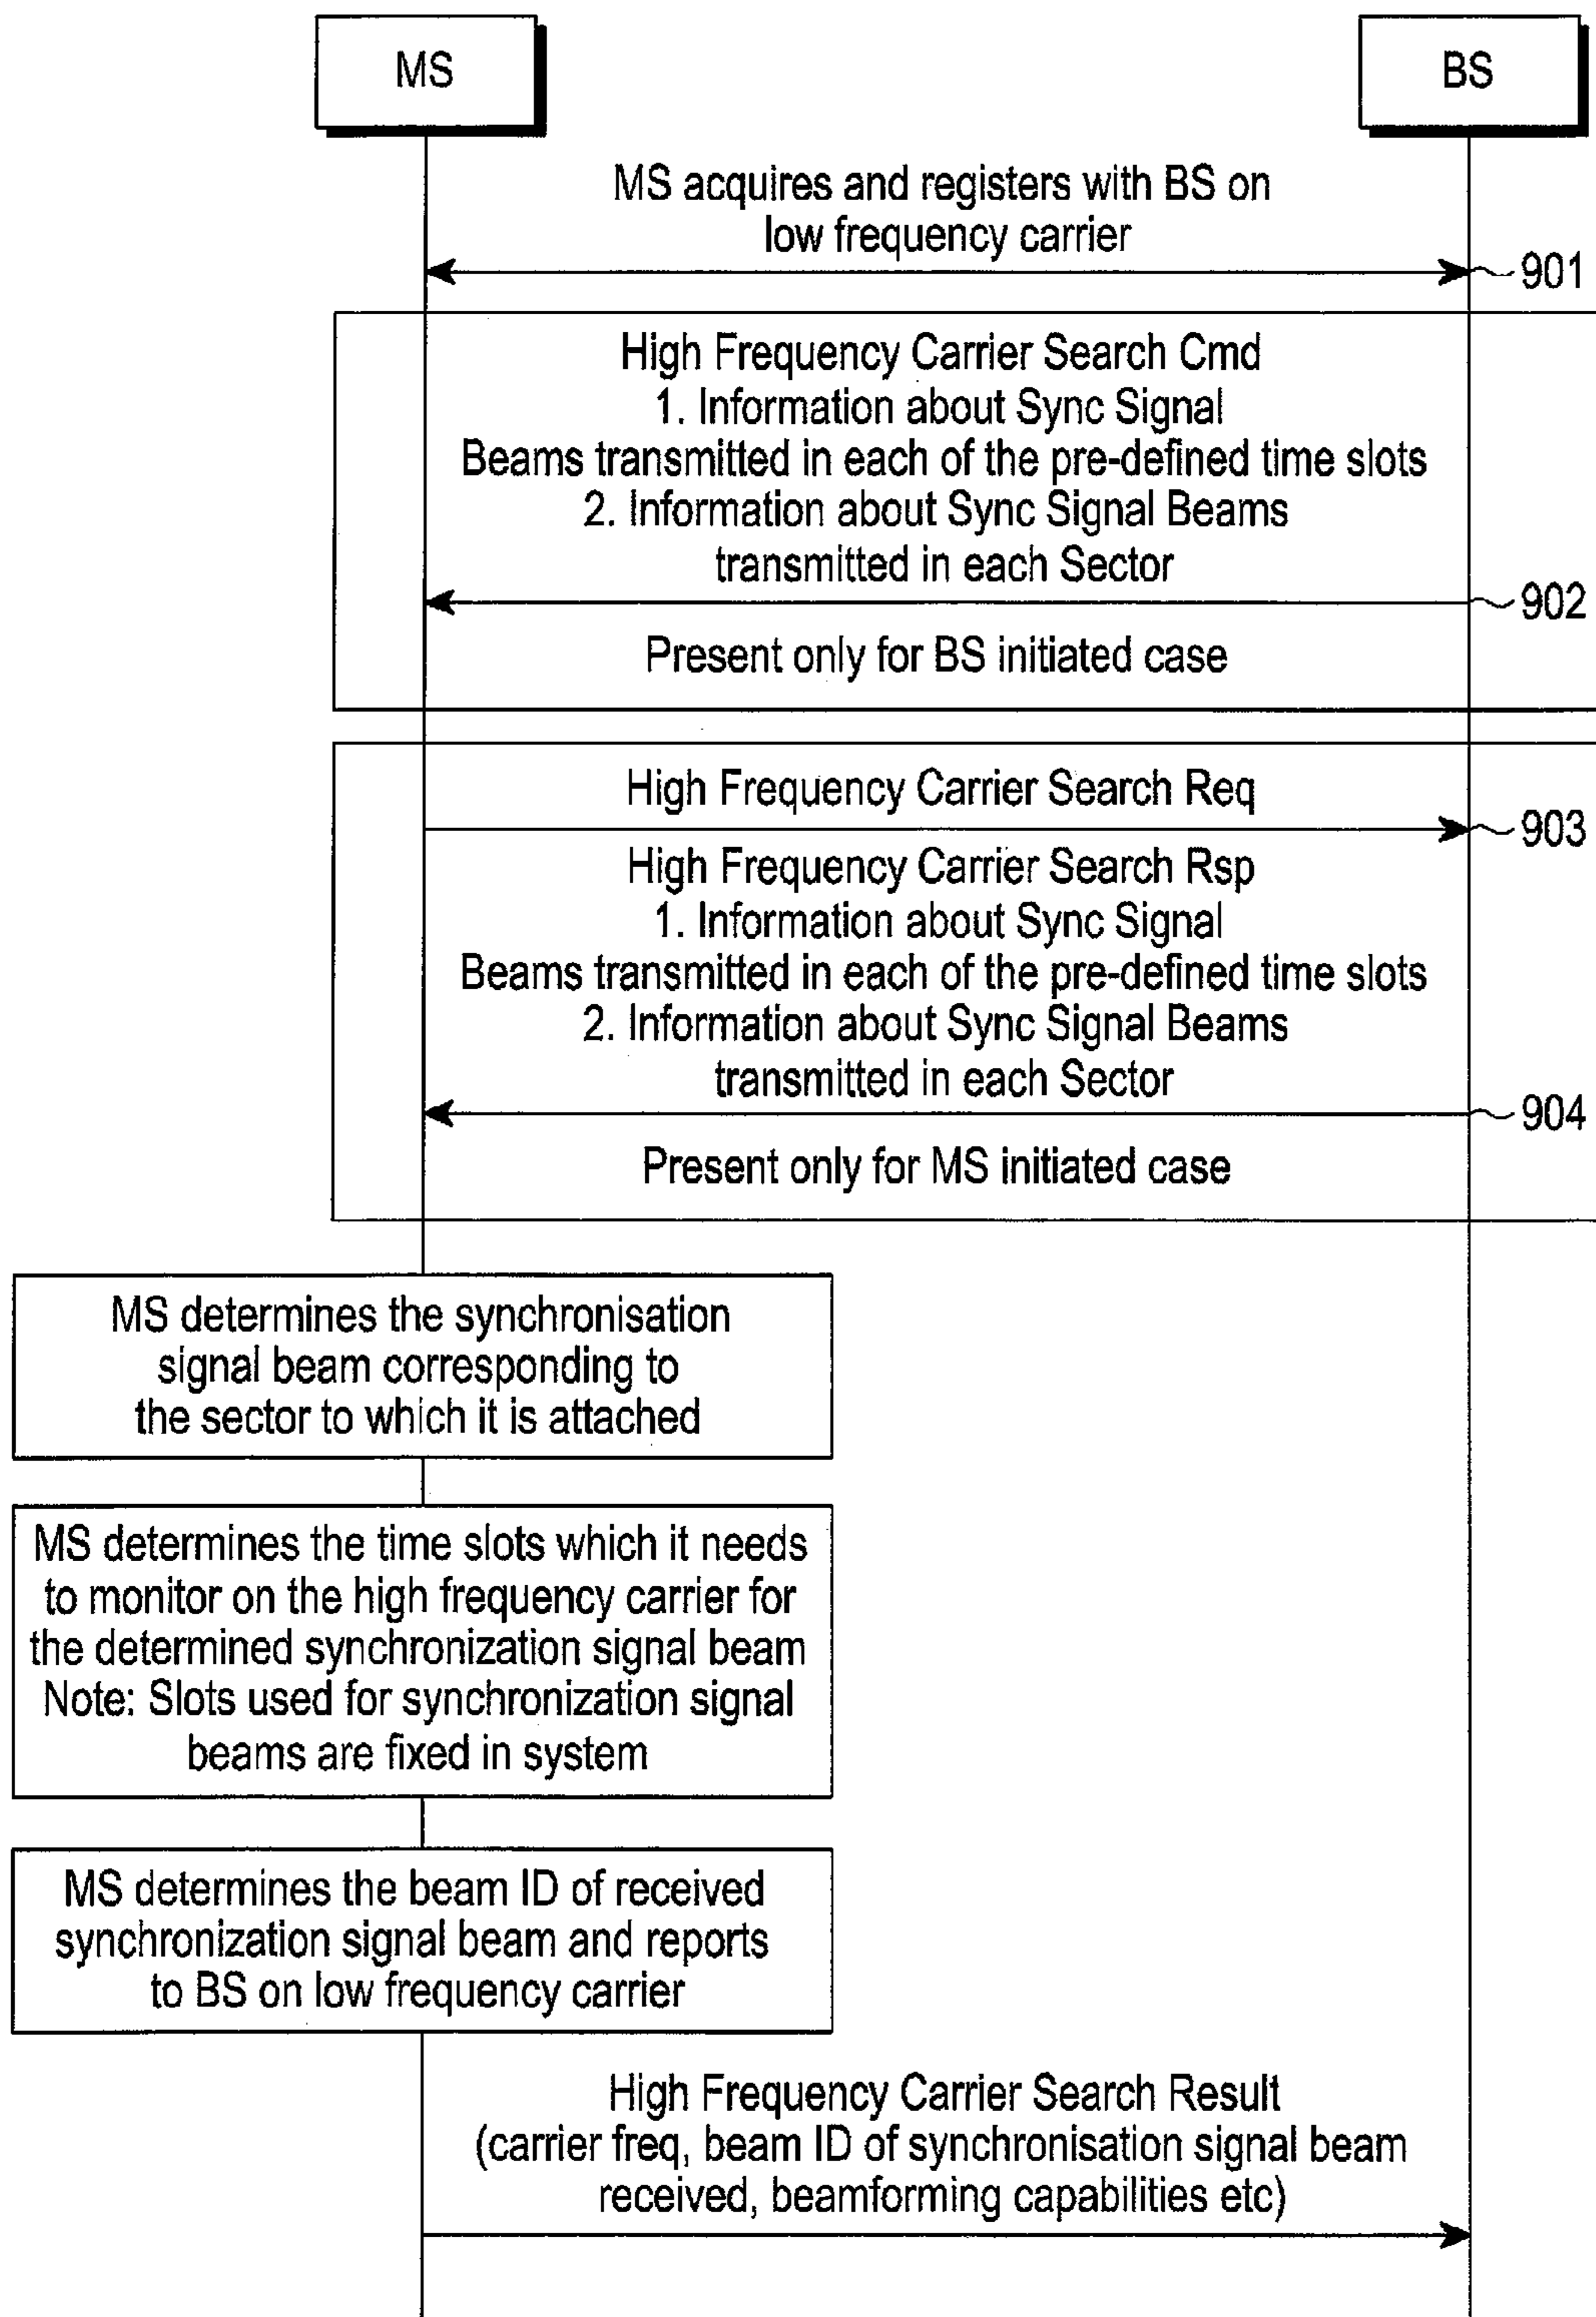 MS
BS
MS acquires and registers with BS on
low frequency carrier
901
High Frequency Carrier Search Cmd
1. Information about Sync Signal
Beams transmitted in each of the pre-defined time slots
2. Information about Sync Signal Beams
transmitted in each Sector
902
Present only for BS initiated case
High Frequency Carrier Search Req
903
High Frequency Carrier Search Rsp
1. Information about Sync Signal
Beams transmitted in each of the pre-defined time slots
2. Information about Sync Signal Beams
transmitted in each Sector
904
Present only for MS initiated case
MS determines the synchronisation
signal beam corresponding to
the sector to which it is attached
MS determines the time slots which it needs
to monitor on the high frequency carrier for
the determined synchronization signal beam
Note: Slots used for synchronization signal
beams are fixed in system
MS determines the beam ID of received
synchronization signal beam and reports
to BS on low frequency carrier
High Frequency Carrier Search Result
(carrier freq, beam ID of synchronisation signal beam
received, beamforming capabilities etc)